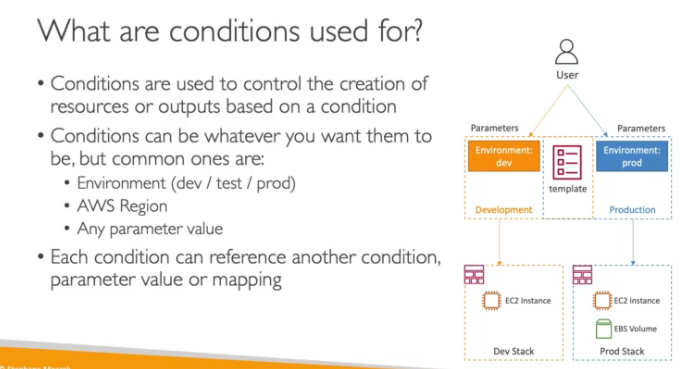 What are conditions used for?
• Conditions are used to control the creation of
resources or outputs based on a condition
• Conditions can be whatever you want them to
be, but common ones are:
• Environment (dev / test / prod)
• AWS Region
• Any parameter value
• Each condition can reference another condition,
parameter value or mapping
User
Parameters
Parameters
Environment:
dev
template
Environment:
prod
Development
Production
EC2 Instance
EC2 Instance
EBS Volume
Dev Stack
Prod Stack